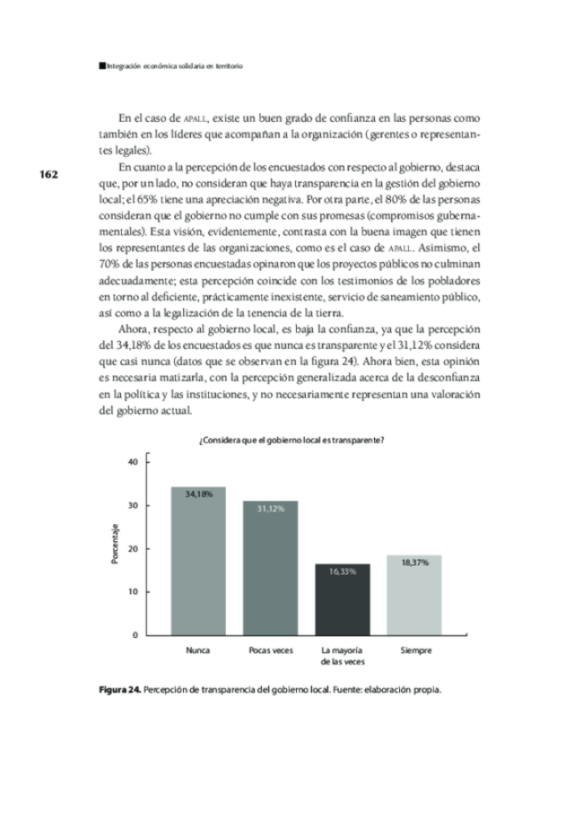 Integración económica solidaria en territorio
En el caso de APALL, existe un buen grado de confianza en las personas como
también en los líderes que acompañan a la organización (gerentes o representan-
tes legales).
162
En cuanto a la percepción de los encuestados con respecto al gobierno, destaca
que, por un lado, no consideran que haya transparencia en la gestión del gobierno
local; el 65% tiene una apreciación negativa. Por otra parte, el 80% de las personas
consideran que el gobierno no cumple con sus promesas (compromisos guberna-
mentales). Esta visión, evidentemente, contrasta con la buena imagen que tienen
los representantes de las organizaciones, como es el caso de APALL. Asimismo, el
70% de las personas encuestadas opinaron que los proyectos públicos no culminan
adecuadamente; esta percepción coincide con los testimonios de los pobladores
en torno al deficiente, prácticamente inexistente, servicio de saneamiento público,
así como a la legalización de la tenencia de la tierra.
Ahora, respecto al gobierno local, es baja la confianza, ya que la percepción
del 34,18% de los encuestados es que nunca es transparente y el 31,12% considera
que casi nunca (datos que se observan en la figura 24). Ahora bien, esta opinión
es necesaria matizarla, con la percepción generalizada acerca de la desconfianza
en la política y las instituciones, y no necesariamente representan una valoración
del gobierno actual.
¿Considera que el gobierno local es transparente?
Porcentaje
40
30
20
10
0
34,18%
31,12%
16,33%
18,37%
Nunca
Pocas veces
La mayoría
de las veces
Siempre
Figura 24. Percepción de transparencia del gobierno local. Fuente: elaboración propia.